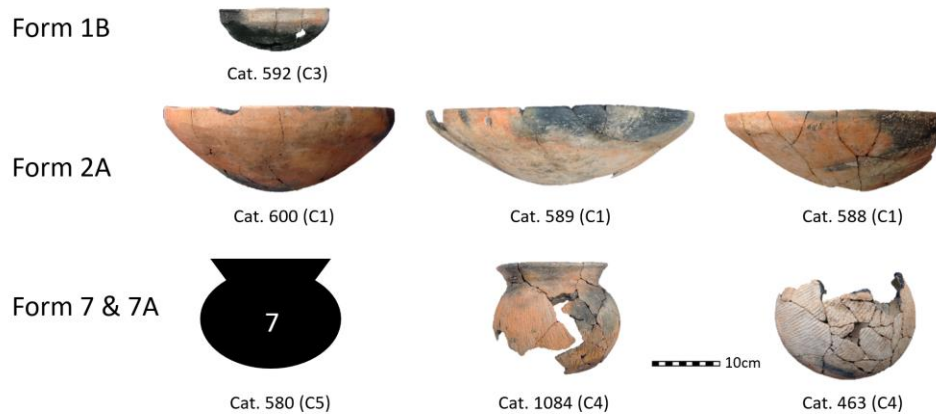 Form 1B
Cat. 592 (C3)
Form 2A
Cat. 600 (C1)
Cat. 589 (C1)
Cat. 588 (C1)
Form 7 & 7A
7
10cm
Cat. 580 (C5)
Cat. 1084 (C4)
Cat. 463 (C4)